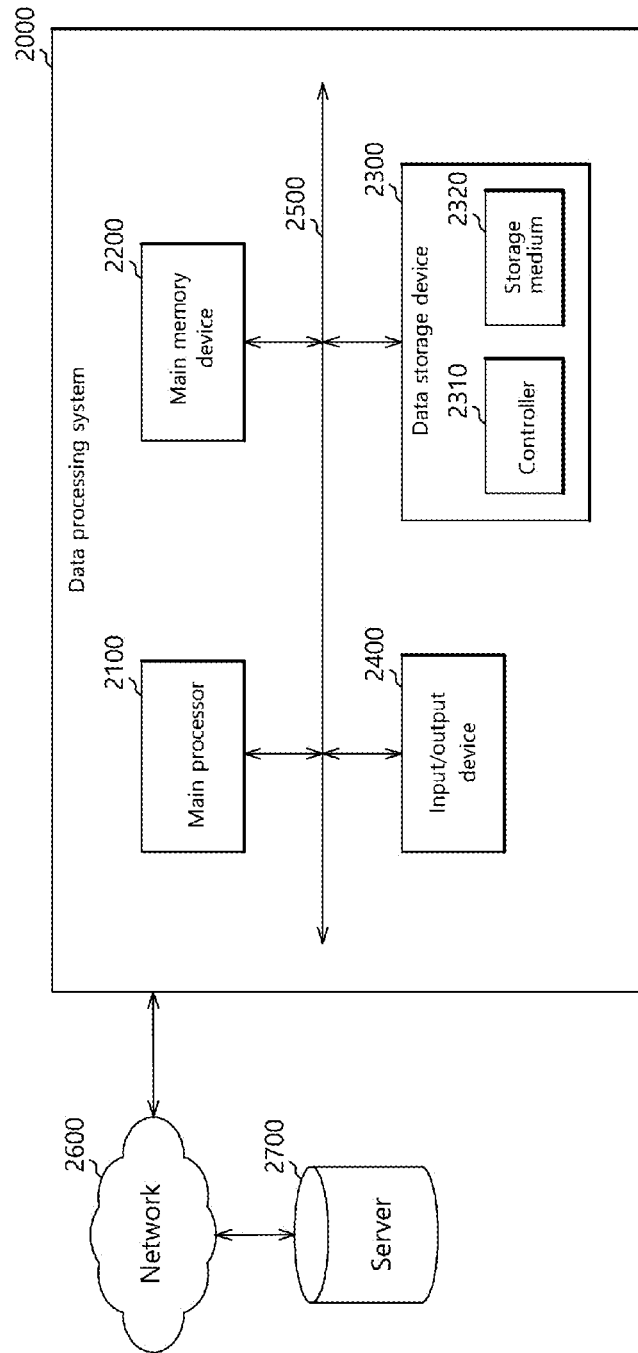 2000
Data processing system
2600
Network
2700
Server
2100
Main processor
2200
Main memory
device
2500
2400
Input/output
device
2300
Data storage device
2310
Controller
2320
Storage
medium